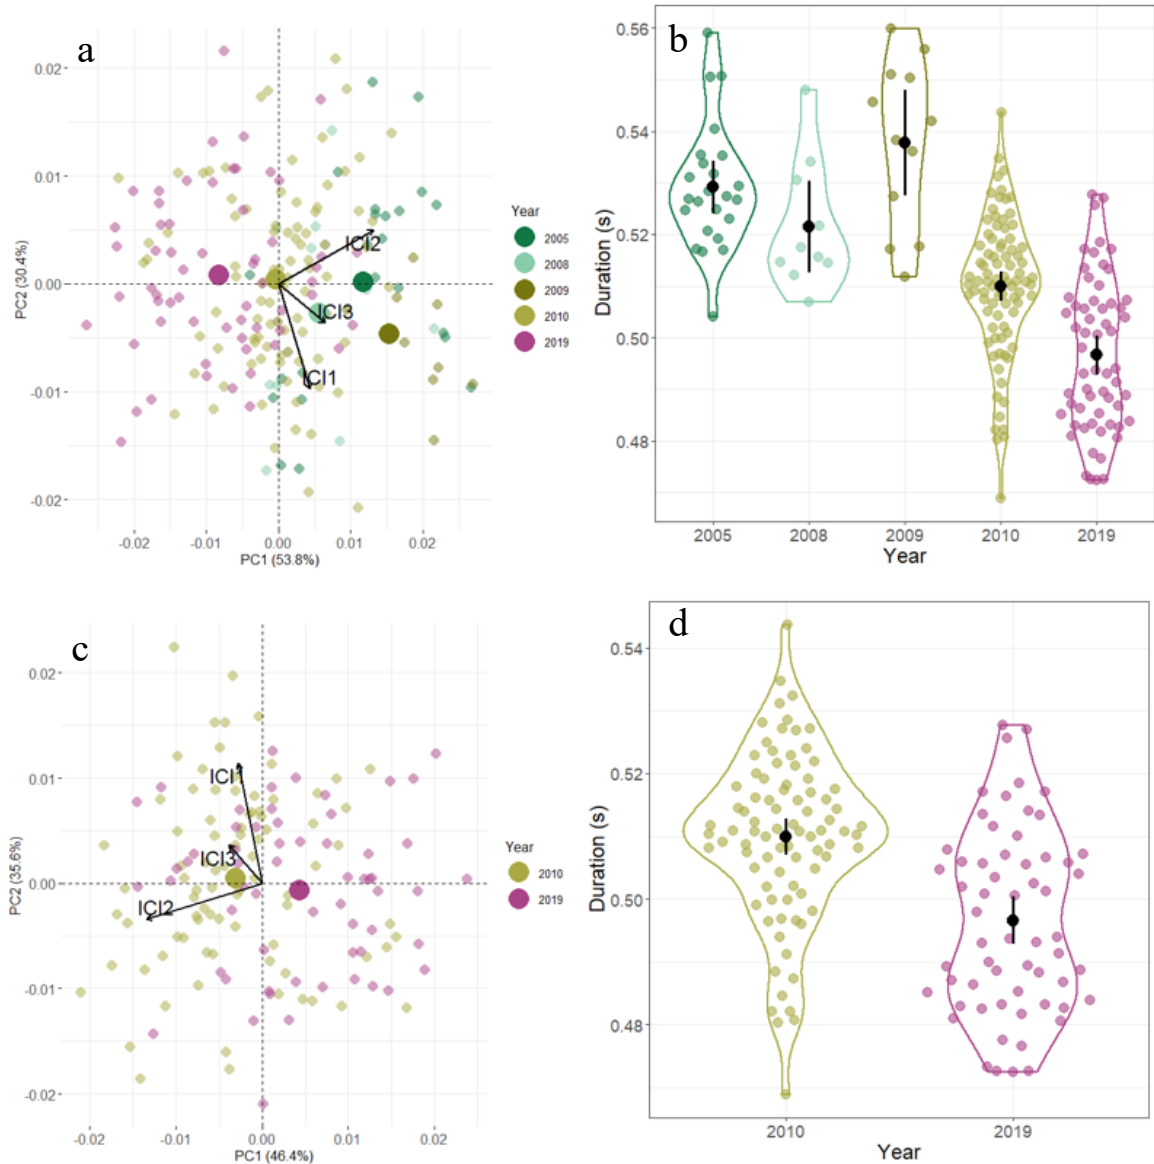 a
0.02
0.01
0.00
-0.01
-0.02
PC2 (30.4%)
ICI2
ICI3
ICI1
-0.02 -0.01 0.00 0.01 0.02
PC1 (53.8%)
Year
2005
2008
2009
2010
2019
b
0.56
0.54
0.52
0.50
0.48
Duration (s)
2005 2008 2009 2010 2019
Year
c
0.02
0.01
0.00
-0.01
-0.02
PC2 (35.6%)
ICI1
ICI3
ICI2
-0.02 -0.01 0.00 0.01 0.02
PC1 (46.4%)
Year
2010
2019
d
0.54
0.52
0.50
0.48
Duration (s)
2010 2019
Year